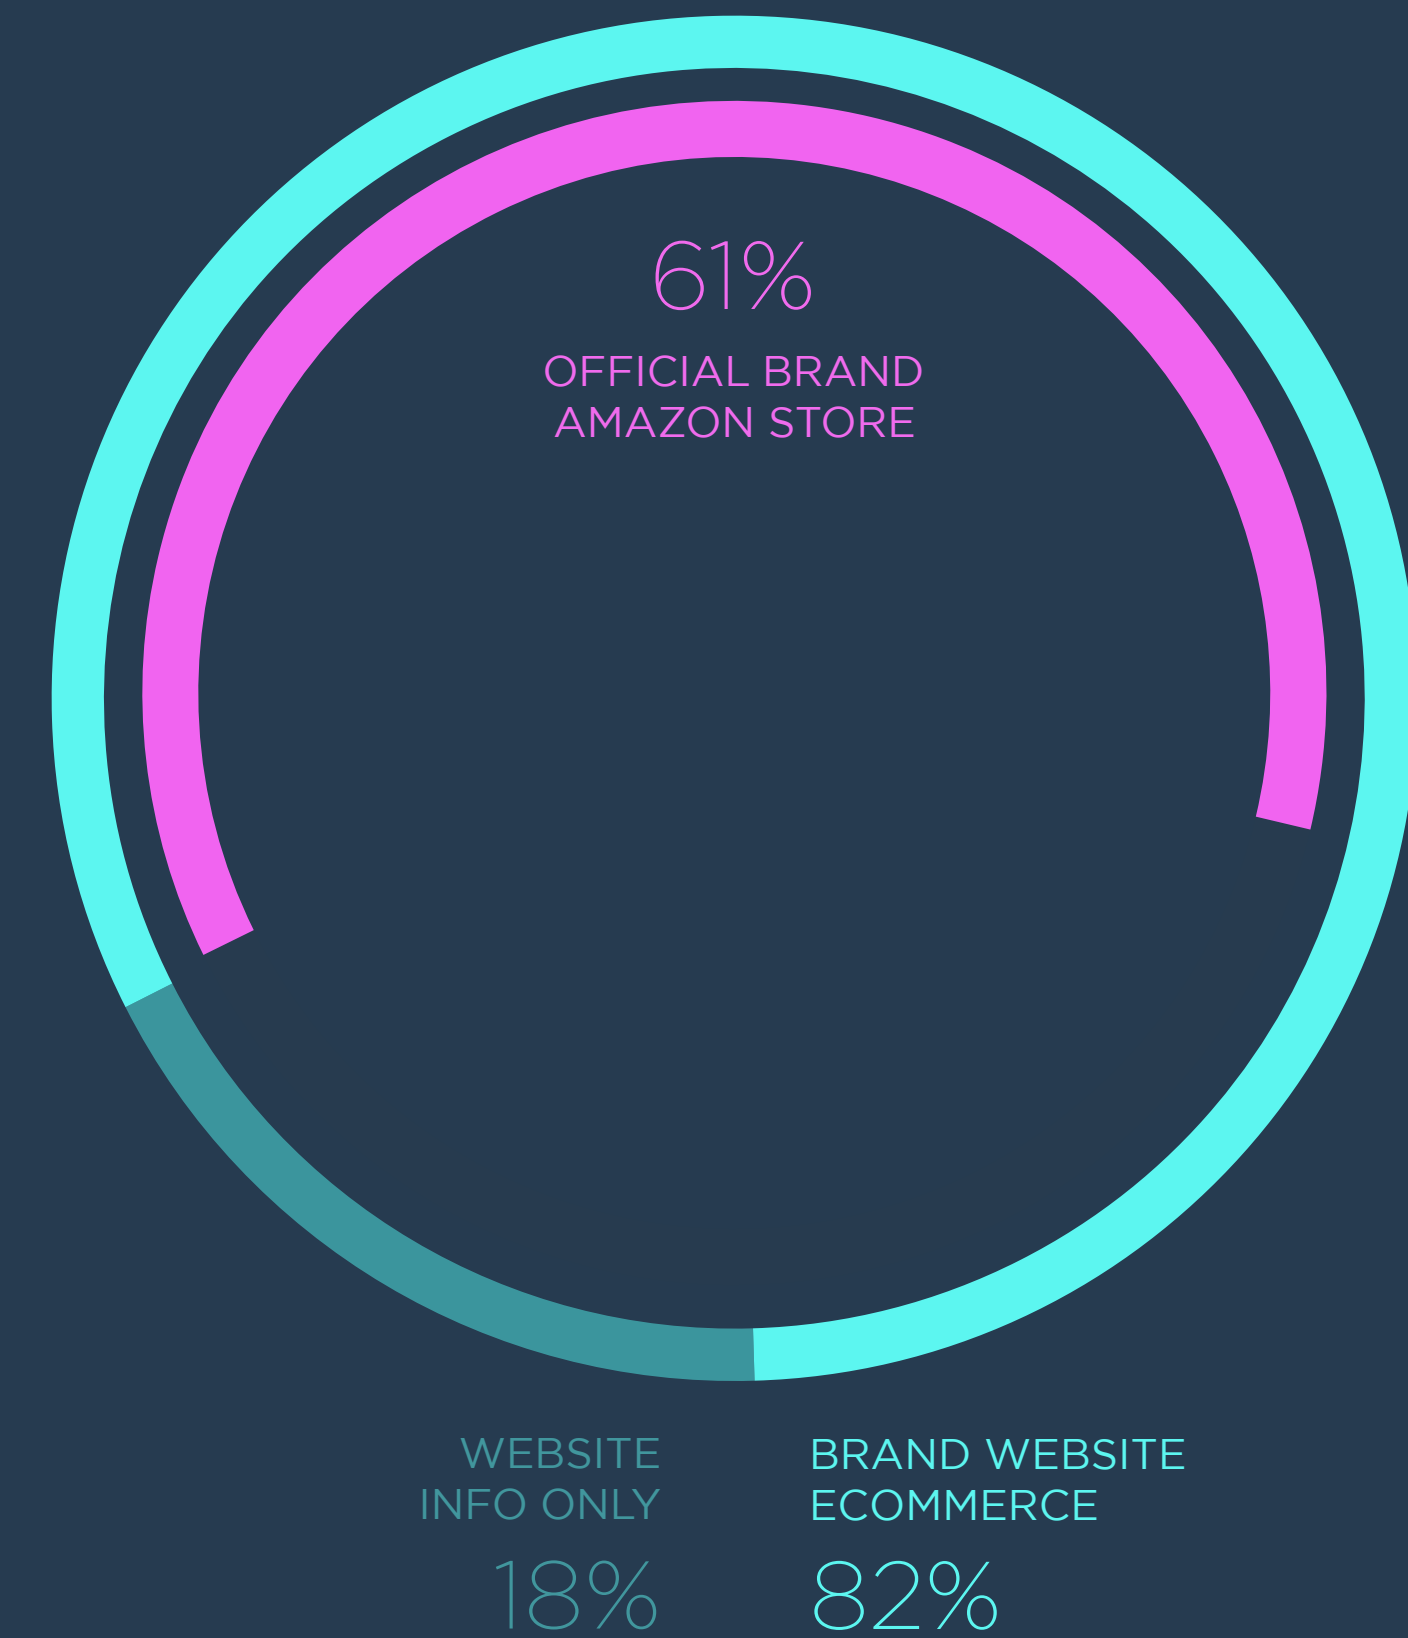 61%
OFFICIAL BRAND
AMAZON STORE
WEBSITE
INFO ONLY
18%
BRAND WEBSITE
ECOMMERCE
82%